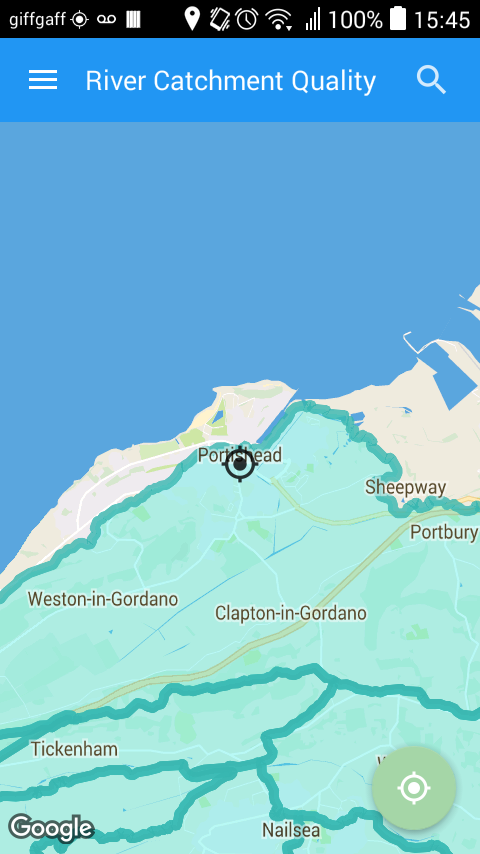 giffgaff 100% 15:45
River Catchment Quality
Portishead
Sheepway
Portbury
Weston-in-Gordano
Clapton-in-Gordano
Tickenham
Google
Nailsea